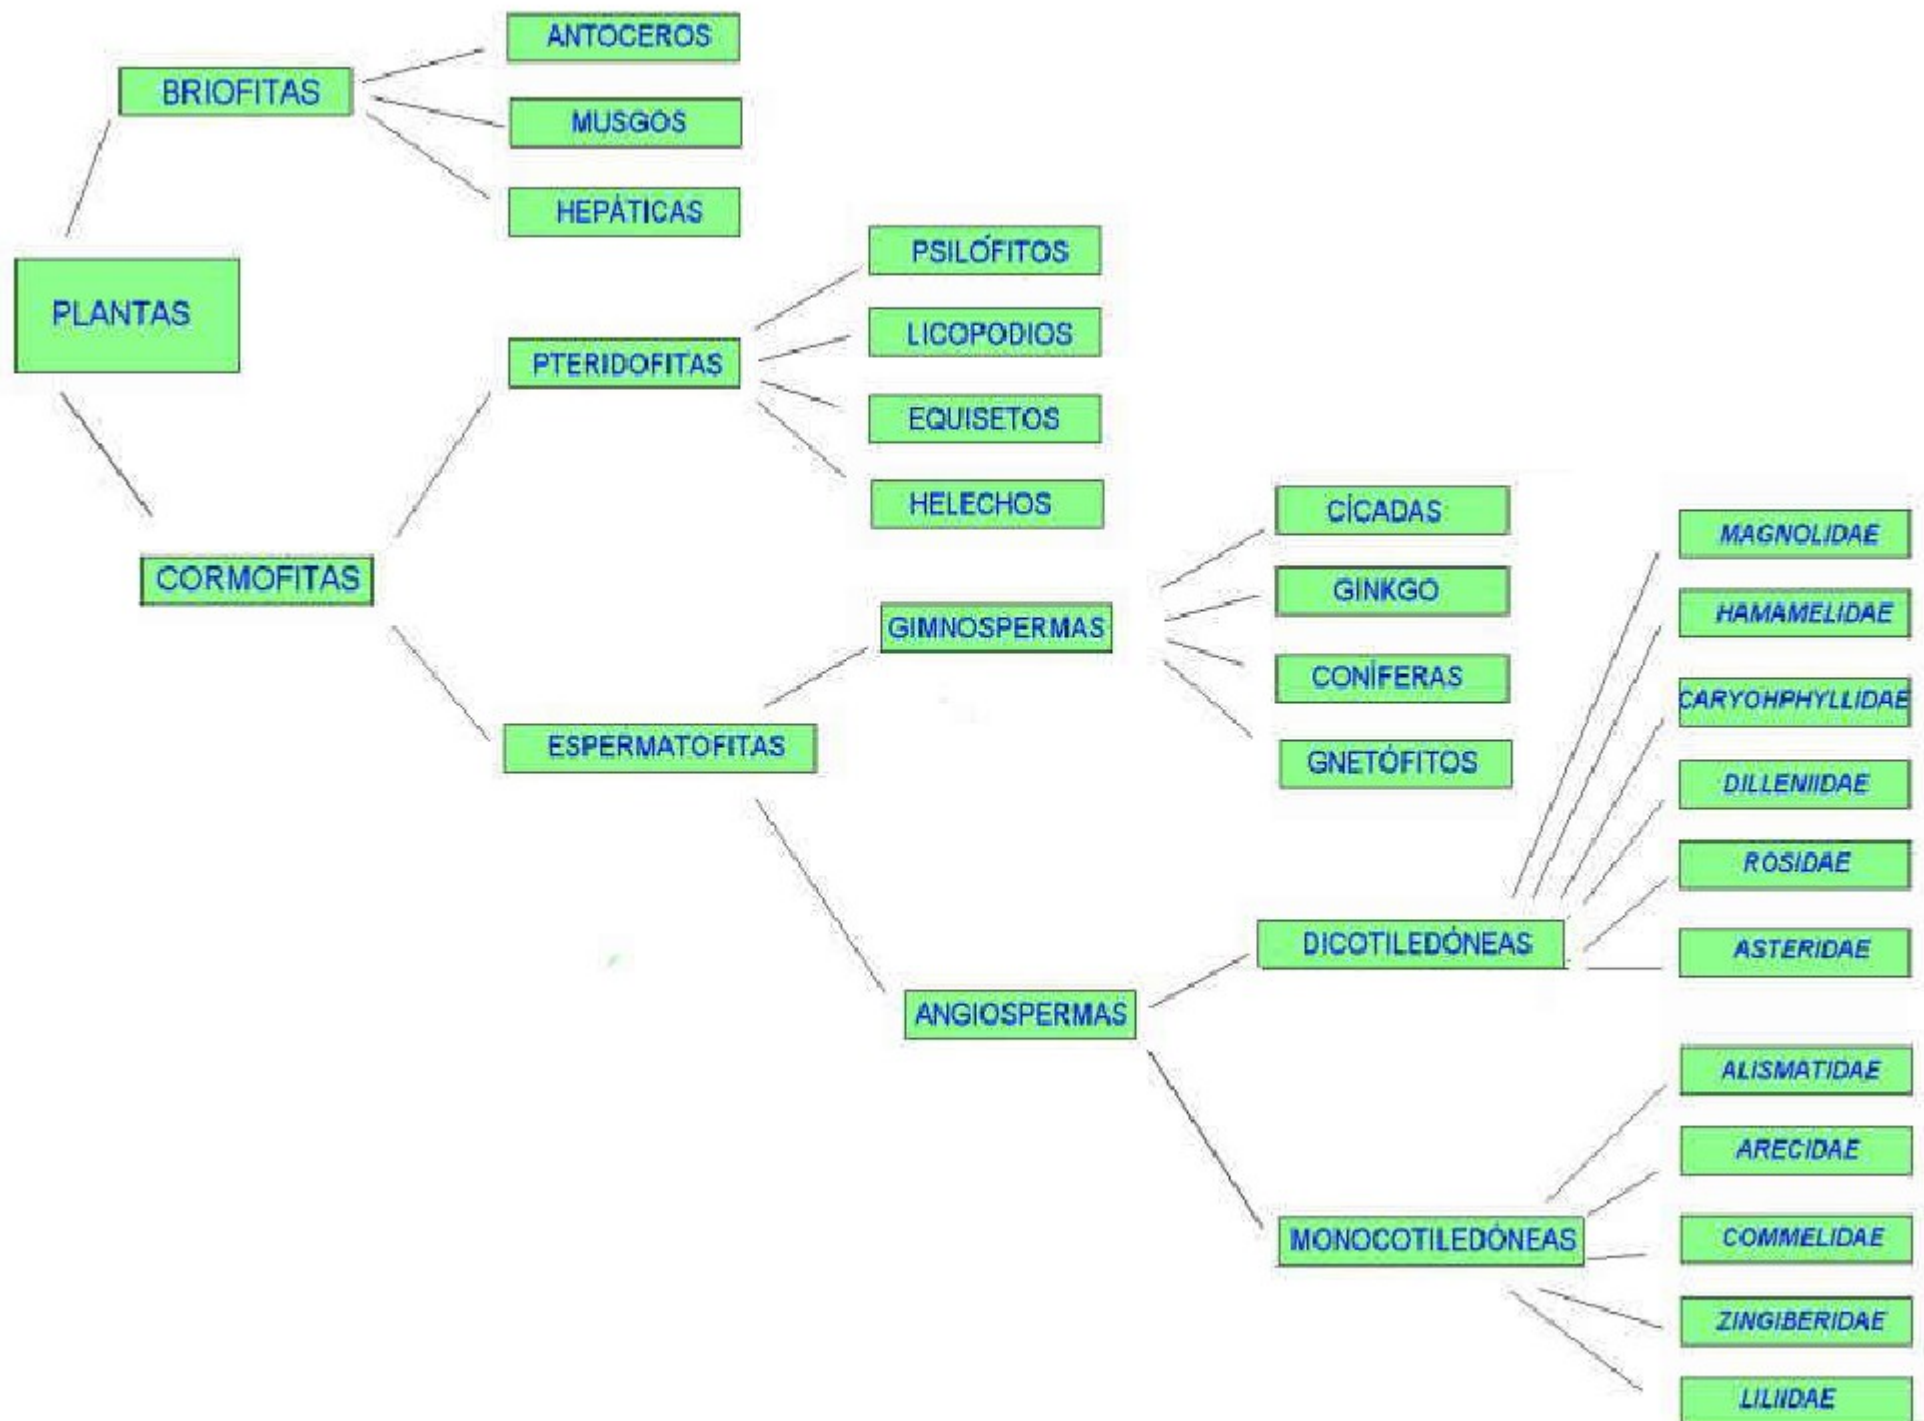 ANTOCEROS
BRIOFITAS
MUSGOS
HEPÁTICAS
PLANTAS
PSILÓFITOS
LICOPODIOS
PTERIDOFITAS
EQUISETOS
HELECHOS
CORMOFITAS
CÍCADAS
GINKGO
GIMNOSPERMAS
CONÍFERAS
GNETÓFITOS
ESPERMATOFITAS
MAGNOLIDAE
HAMAMELIDAE
CARYOHPHYLLIDAE
DILLENIIDAE
ROSIDAE
DICOTILEDÓNEAS
ASTERIDAE
ANGIOSPERMAS
ALISMATIDAE
ARECIDAE
MONOCOTILEDÓNEAS
COMMELIDAE
ZINGIBERIDAE
LILIIDAE